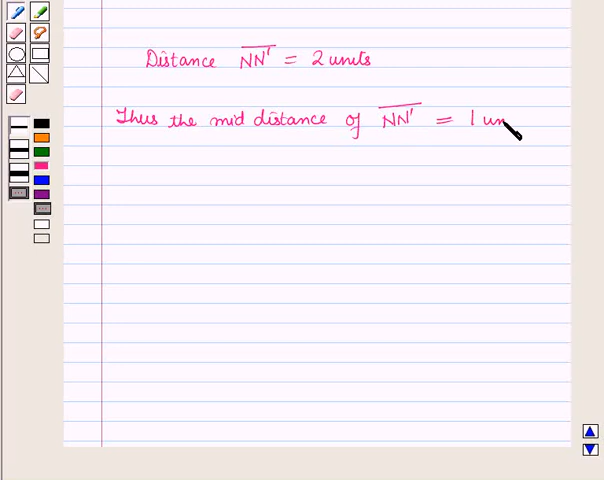 Distance NN' = 2 units
Thus the mid distance of NN' = 1 un